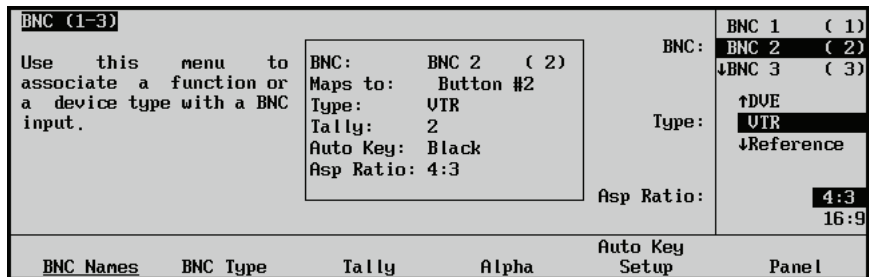 BNC (1-3)
Use this menu to
associate a function or
a device type with a BNC
input.
BNC: BNC 2 ( 2)
Maps to: Button #2
Type: VTR
Tally: 2
Auto Key: Black
Asp Ratio: 4:3
BNC:
BNC 1 ( 1)
BNC 2 ( 2)
↓BNC 3 ( 3)
Type:
↑DVE
VTR
↓Reference
Asp Ratio:
4:3
16:9
BNC Names
BNC Type
Tally
Alpha
Auto Key
Setup
Panel